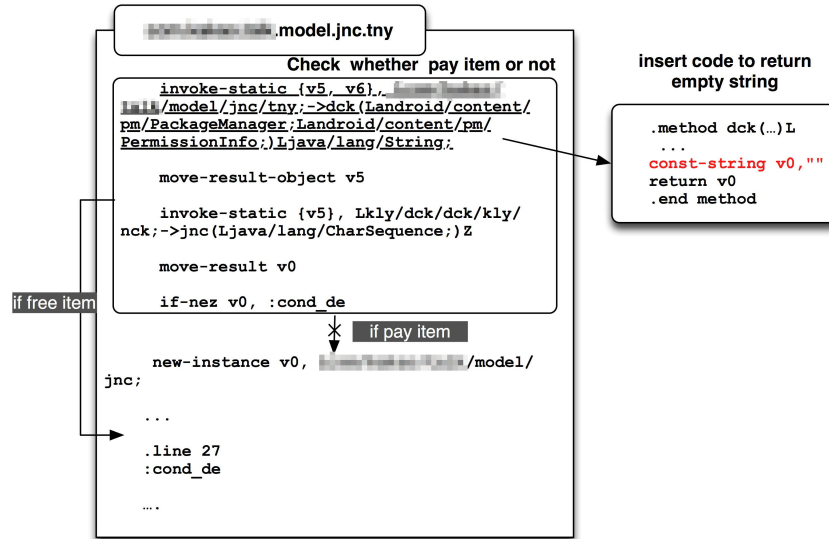 .model.jnc.tny
Check whether pay item or not
invoke-static {v5, v6},
/model/jnc/tny;->dck(Landroid/content/
pm/PackageManager;Landroid/content/pm/
PermissionInfo;)Ljava/lang/String;
move-result-object v5
invoke-static {v5}, Lkly/dck/dck/kly/
nck;->jnc(Ljava/lang/CharSequence;)Z
move-result v0
if-nez v0, :cond_de
if free item
if pay item
new-instance v0, /model/
jnc;
...
.line 27
:cond_de
….
insert code to return
empty string
.method dck(…)L
...
const-string v0,""
return v0
.end method